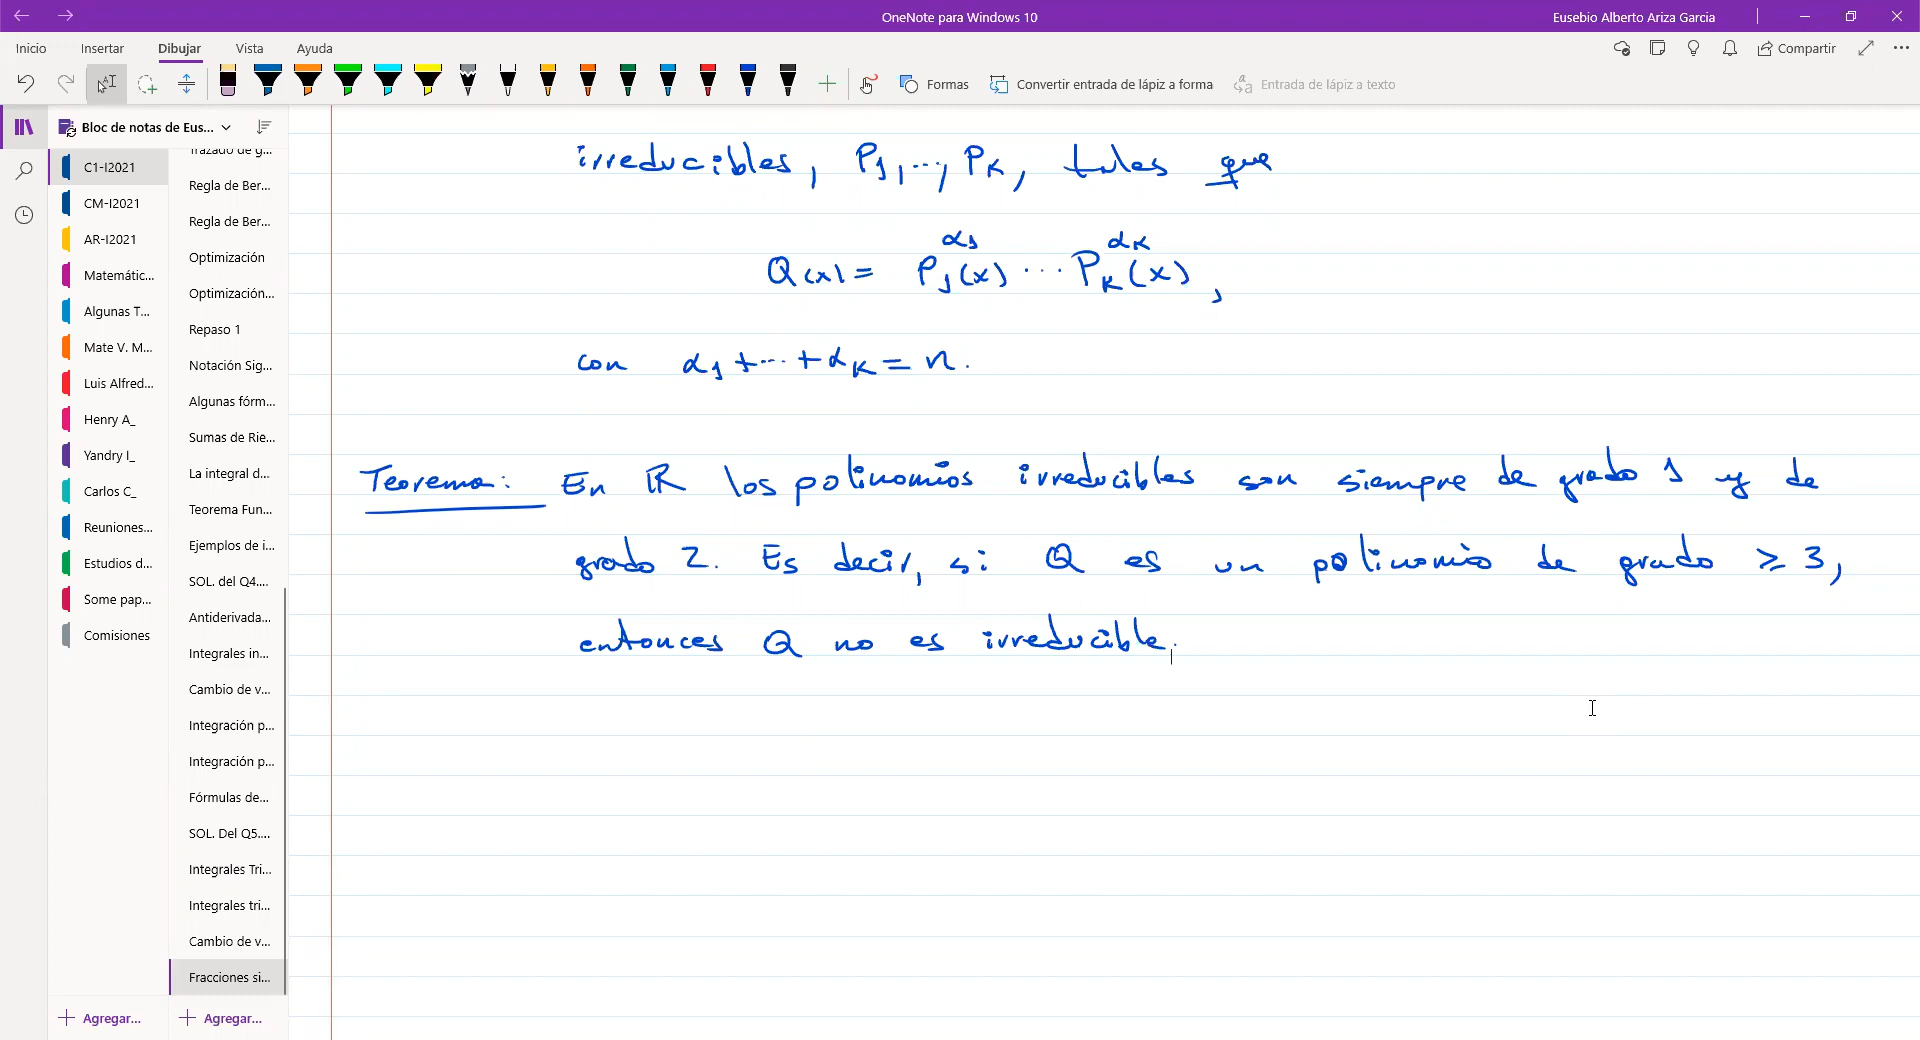 OneNote para Windows 10
Eusebio Alberto Ariza Garcia
Inicio Insertar Dibujar Vista Ayuda
Compartir
Formas
Convertir entrada de lápiz a forma
Entrada de lápiz a texto
Bloc de notas de Eus...
C1-I2021
CM-I2021
AR-I2021
Matemátic...
Algunas T...
Mate V. M...
Luis Alfred...
Henry A_
Yandry I_
Carlos C_
Reuniones...
Estudios d...
Some pap...
Comisiones
Agregar...
Trazado de g...
Regla de Ber...
Regla de Ber...
Optimización
Optimización...
Repaso 1
Notación Sig...
Algunas fórm...
Sumas de Rie...
La integral d...
Teorema Fun...
Ejemplos de i...
SOL. del Q4....
Antiderivada...
Integrales in...
Cambio de v...
Integración p...
Integración p...
Fórmulas de...
SOL. Del Q5....
Integrales Tri...
Integrales tri...
Cambio de v...
Fracciones si...
Agregar...
irreducibles, P₁, ..., Pₖ, tales que
Q(x) = P₁^α₁(x) ... Pₖ^αₖ(x),
con α₁ + ... + αₖ = n.
Teorema: En ℝ los polinomios irreducibles son siempre de grado 1 y de
grado 2. Es decir, si Q es un polinomio de grado ≥ 3,
entonces Q no es irreducible.